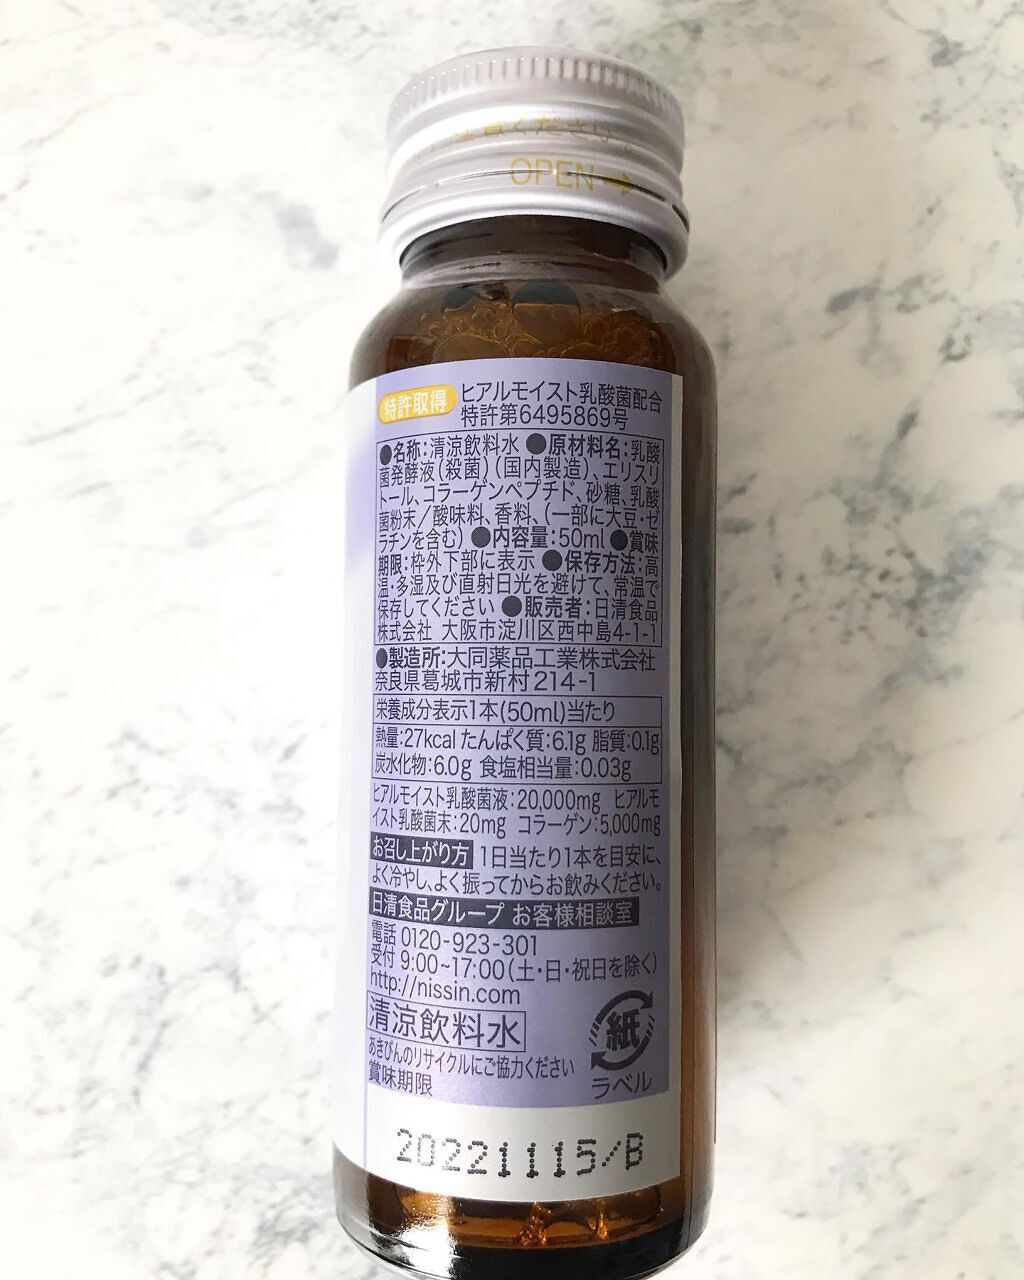 くださり
OPEN→
特許取得 ヒアルモイスト乳酸菌配合
特許第6495869号
●名称:清涼飲料水 ●原材料名:乳酸
菌発酵液(殺菌)(国内製造)、エリスリ
トール、コラーゲンペプチド、砂糖、乳酸
菌粉末/酸味料、香料、(一部に大豆・ゼ
ラチンを含む) ●内容量:50ml ●賞味
期限:枠外下部に表示 ●保存方法:高
温・多湿及び直射日光を避けて、常温で
保存してください ●販売者:日清食品
株式会社 大阪市淀川区西中島4-1-1
●製造所:大同薬品工業株式会社
奈良県葛城市新村214-1
栄養成分表示1本(50ml)当たり
熱量:27kcal たんぱく質:6.1g 脂質:0.1g
炭水化物:6.0g 食塩相当量:0.03g
ヒアルモイスト乳酸菌液:20,000mg ヒアルモ
イスト乳酸菌末:20mg コラーゲン:5,000mg
お召し上がり方 1日当たり1本を目安に、
よく冷やし、よく振ってからお飲みください。
日清食品グループ お客様相談室
電話 0120-923-301
受付 9:00~17:00(土・日・祝日を除く)
http://nissin.com
清涼飲料水
あきびんのリサイクルにご協力ください
賞味期限
紙
ラベル
20221115/B